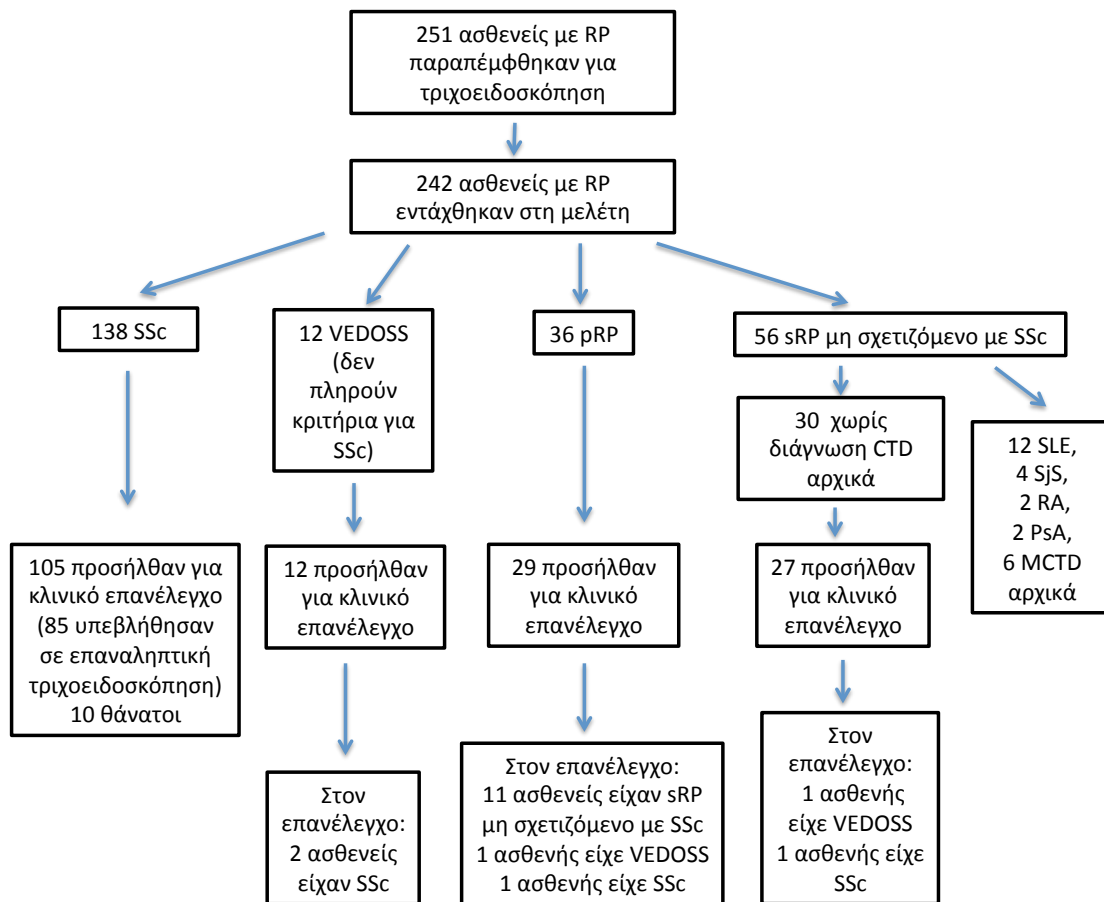 251 ασθενείς με RP
παραπέμφθηκαν για
τριχοειδοσκόπηση
242 ασθενείς με RP
εντάχθηκαν στη μελέτη
138 SSc
12 VEDOSS
(δεν
πληρούν
κριτήρια για
SSc)
36 pRP
56 sRP μη σχετιζόμενο με SSc
30 χωρίς
διάγνωση CTD
αρχικά
12 SLE,
4 SjS,
2 RA,
2 PsA,
6 MCTD
αρχικά
105 προσήλθαν για
κλινικό επανέλεγχο
(85 υπεβλήθησαν
σε επαναληπτική
τριχοειδοσκόπηση)
10 θάνατοι
12 προσήλθαν
για κλινικό
επανέλεγχο
29 προσήλθαν
για κλινικό
επανέλεγχο
27 προσήλθαν
για κλινικό
επανέλεγχο
Στον
επανέλεγχο:
2 ασθενείς
είχαν SSc
Στον επανέλεγχο:
11 ασθενείς είχαν sRP
μη σχετιζόμενο με SSc
1 ασθενής είχε VEDOSS
1 ασθενής είχε SSc
Στον
επανέλεγχο:
1 ασθενής
είχε VEDOSS
1 ασθενής είχε
SSc